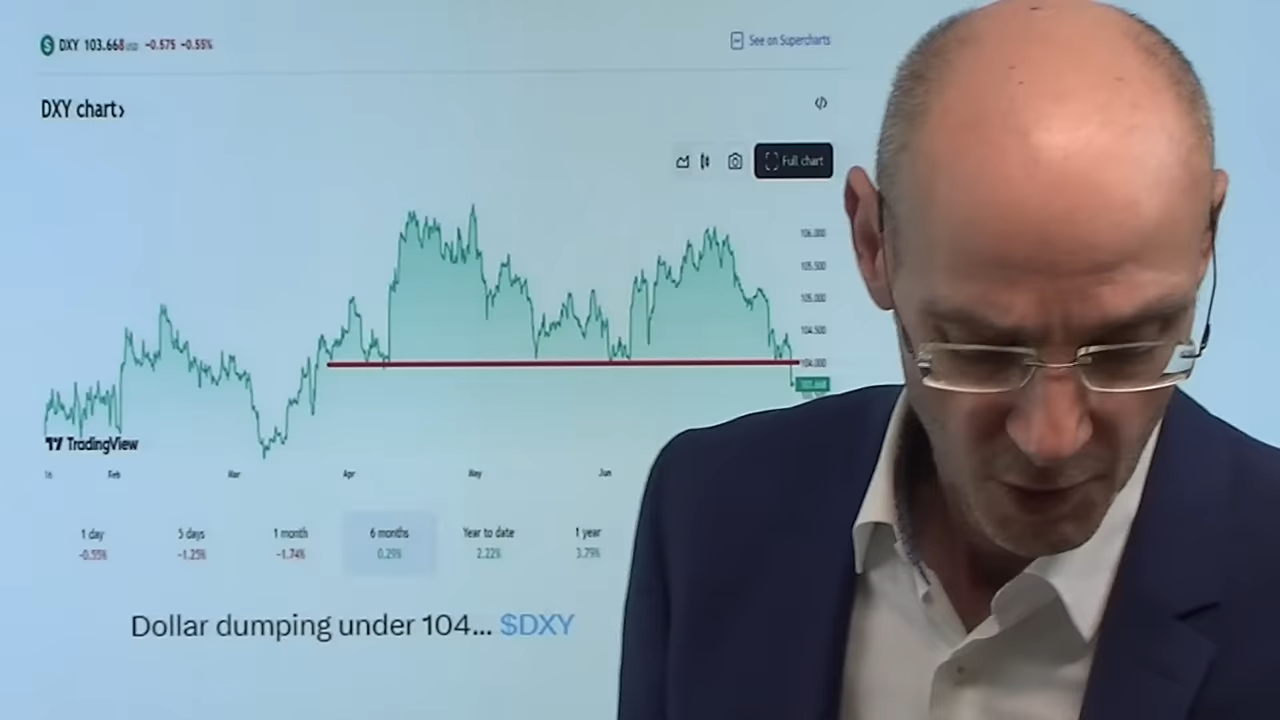 DXY 103.668 USD -0.575 -0.55%
See on Supercharts
DXY chart›
</>
Full chart
106.000
105.500
105.000
104.500
104.000
TradingView
16 Feb Mar Apr May Jun
1 day 5 days 1 month 6 months Year to date 1 year
-0.55% -1.25% -1.74% 0.29% 2.22% 3.79%
Dollar dumping under 104... $DXY